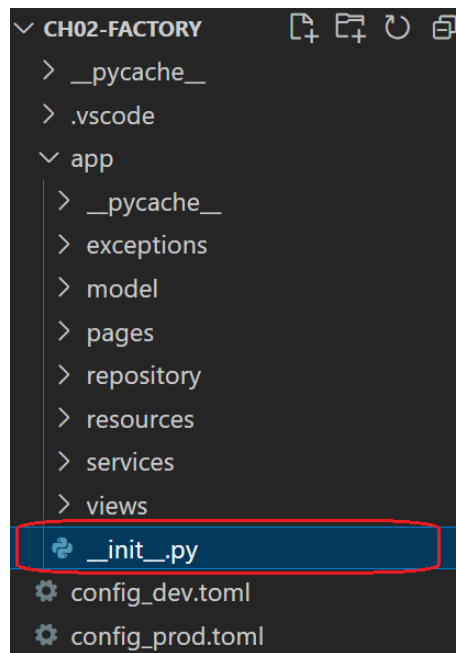 CH02-FACTORY
__pycache__
.vscode
app
__pycache__
exceptions
model
pages
repository
resources
services
views
__init__.py
config_dev.toml
config_prod.toml